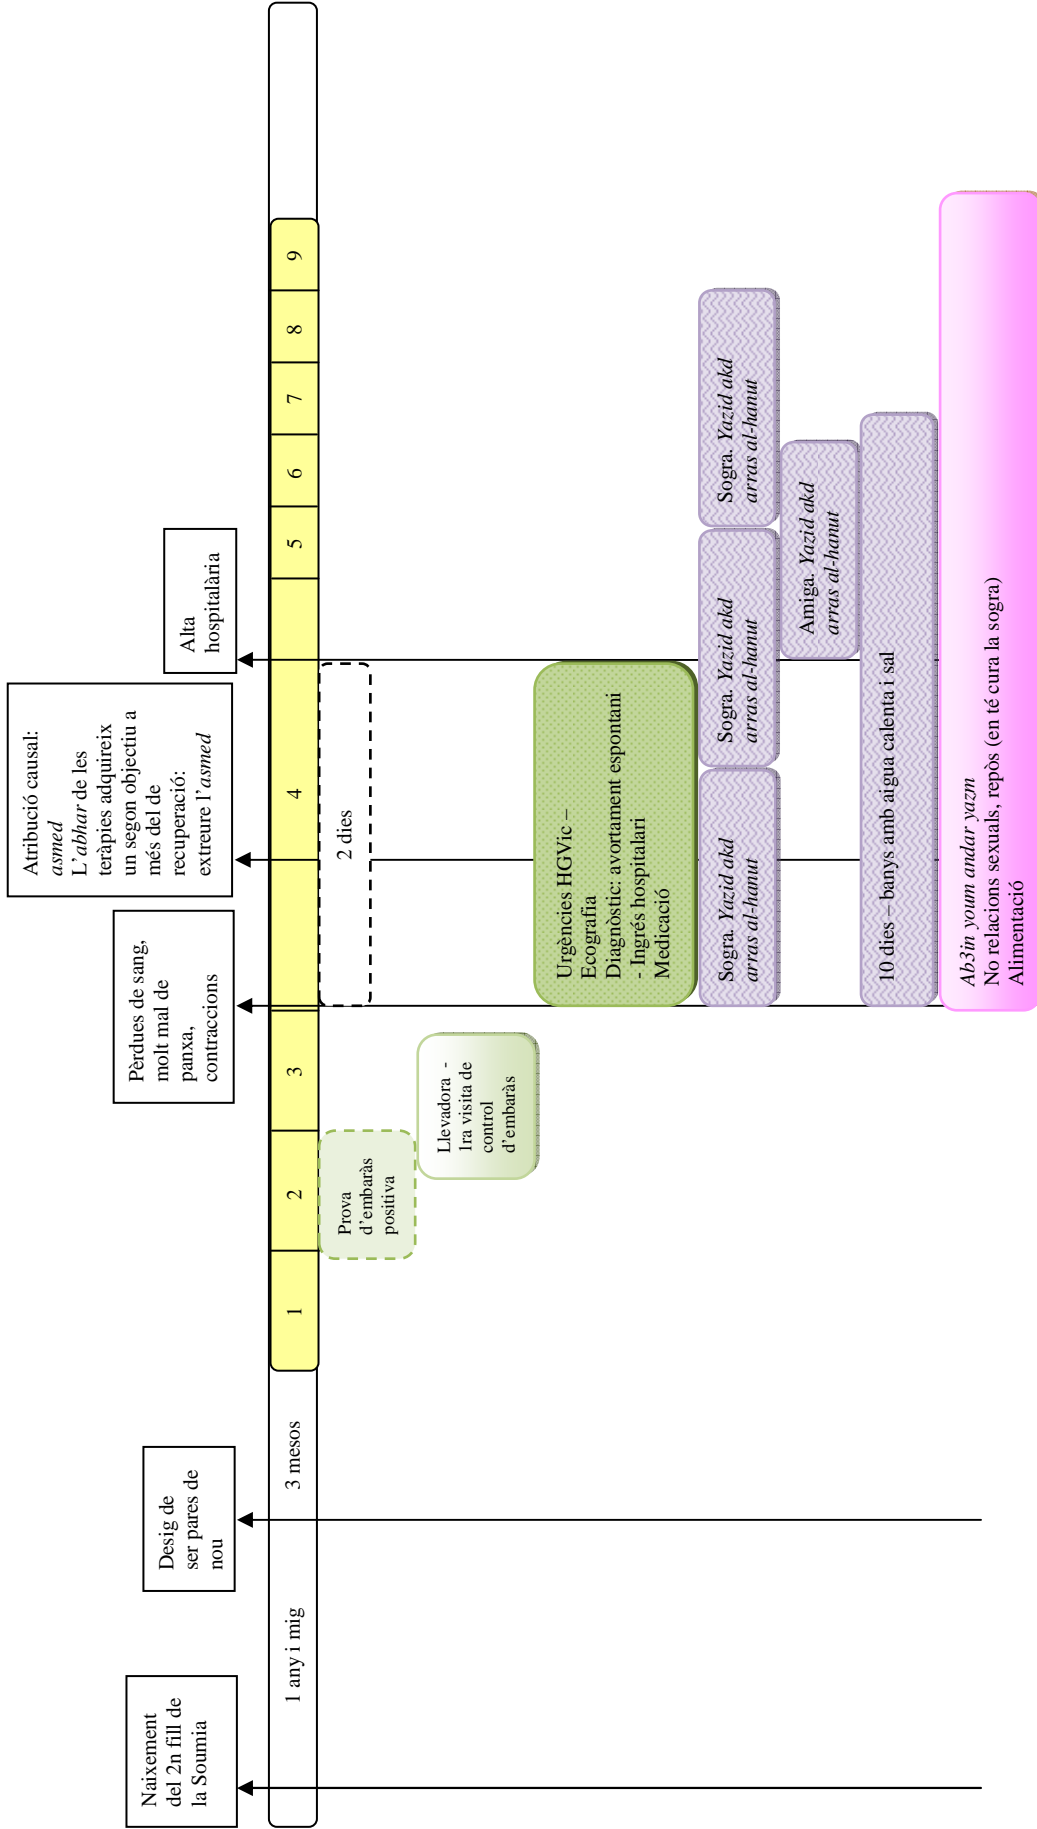 Naixement
del 2n fill de
la Soumia
Desig de
ser pares de
nou
Pèrdues de sang,
molt mal de
panxa,
contraccions
Atribució causal:
asmed
L'abhar de les
teràpies adquireix
un segon objectiu a
més del de
recuperació:
extreure l'asmed
Alta
hospitalària
1 any i mig
3 mesos
1
2
3
4
5
6
7
8
9
2 dies
Prova
d'embaràs
positiva
Llevadora -
1ra visita de
control
d'embaràs
Urgències HGVic –
Ecografia
Diagnòstic: avortament espontani
- Ingrés hospitalari
Medicació
Sogra. Yazid akd
arras al-hanut
Sogra. Yazid akd
arras al-hanut
Sogra. Yazid akd
arras al-hanut
Amiga. Yazid akd
arras al-hanut
10 dies – banys amb aigua calenta i sal
Ab3in youm andar yazm
No relacions sexuals, repòs (en té cura la sogra)
Alimentació